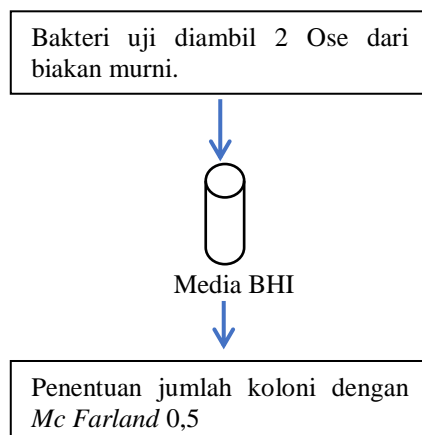 Bakteri uji diambil 2 Ose dari
biakan murni.
Media BHI
Penentuan jumlah koloni dengan
Mc Farland 0,5